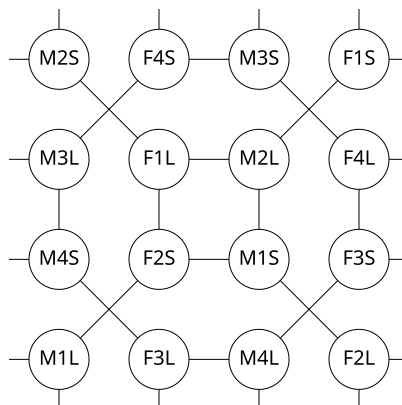 M2S F4S M3S F1S
M3L F1L M2L F4L
M4S F2S M1S F3S
M1L F3L M4L F2L